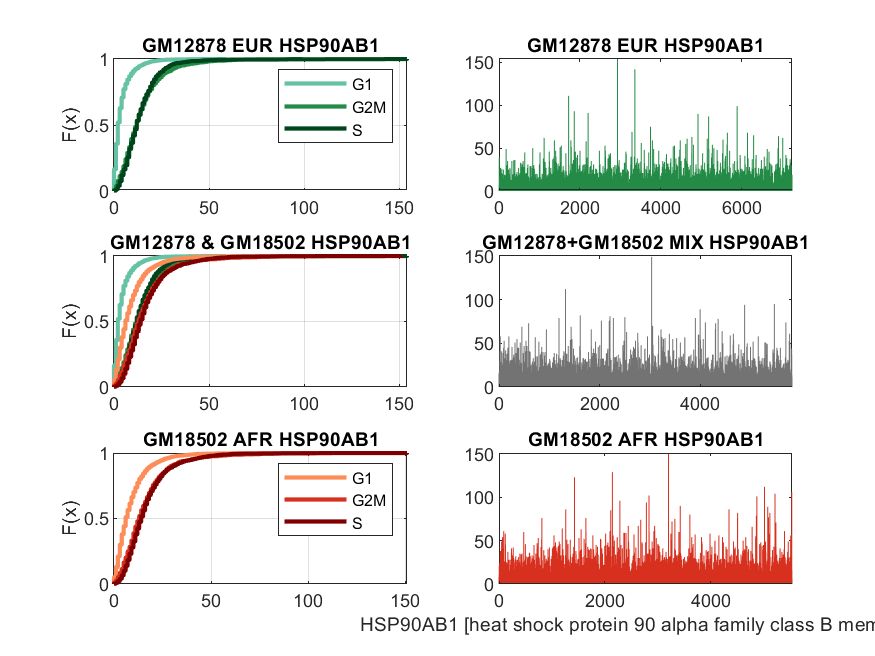 GM12878 EUR HSP90AB1
F(x)
1
0.5
0
0
50
100
150
G1
G2M
S
GM12878 EUR HSP90AB1
150
100
50
0
0
2000
4000
6000
GM12878 & GM18502 HSP90AB1
F(x)
1
0.5
0
0
50
100
150
GM12878+GM18502 MIX HSP90AB1
150
100
50
0
0
2000
4000
GM18502 AFR HSP90AB1
F(x)
1
0.5
0
0
50
100
150
G1
G2M
S
GM18502 AFR HSP90AB1
150
100
50
0
0
2000
4000
HSP90AB1 [heat shock protein 90 alpha family class B mem